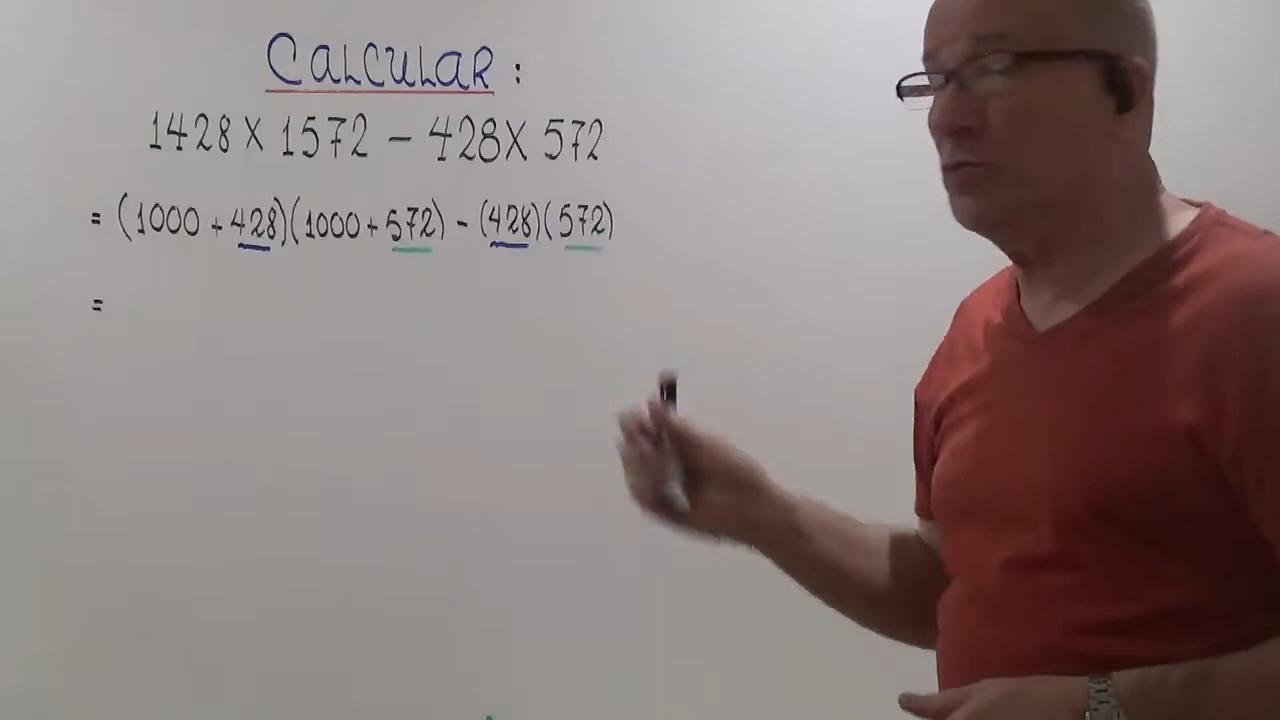 CALCULAR:
1428 X 1572 - 428 X 572
= (1000 + 428)(1000 + 572) - (428)(572)
=